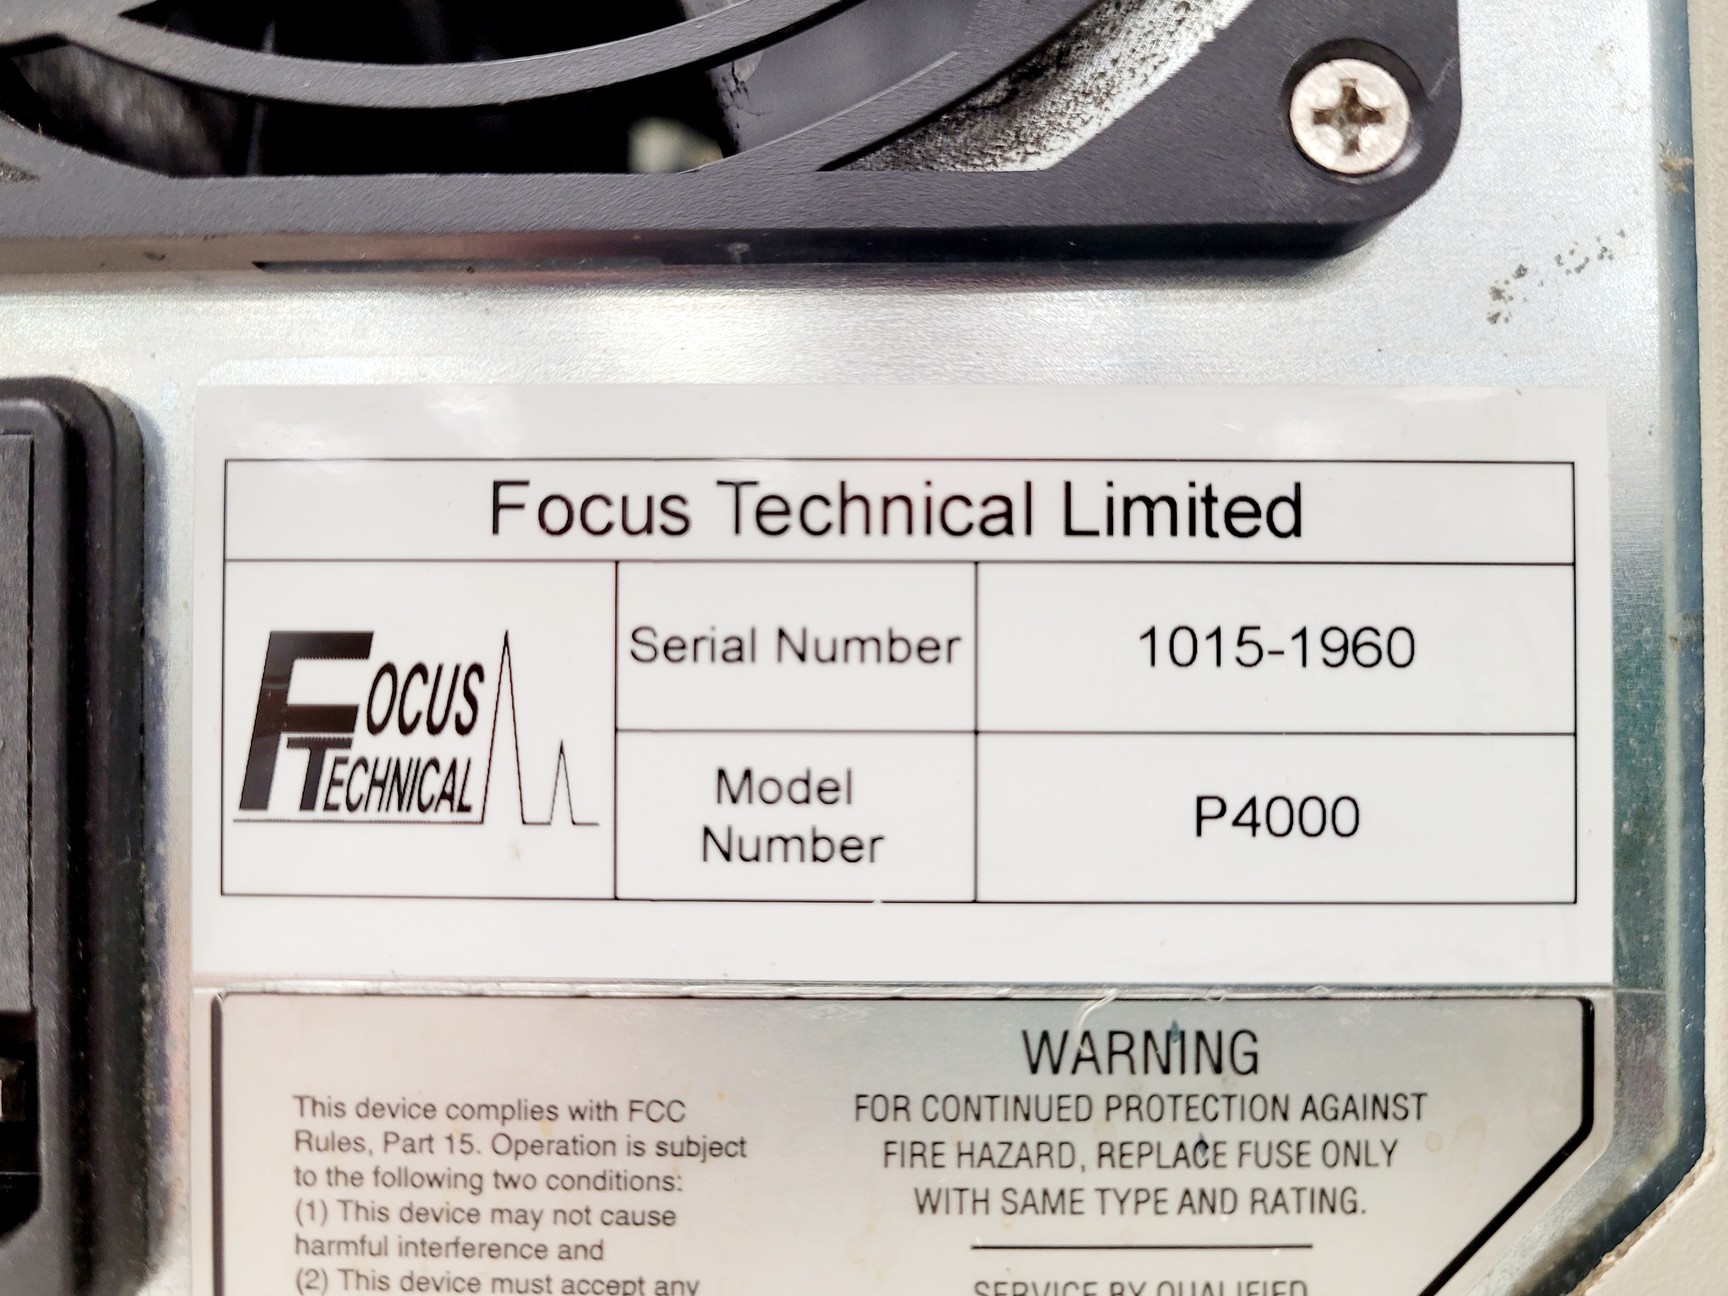 Focus Technical Limited
FOCUS
TECHNICAL
Serial Number
1015-1960
Model
Number
P4000
This device complies with FCC
Rules, Part 15. Operation is subject
to the following two conditions:
(1) This device may not cause
harmful interference and
(2) This device must accept any
WARNING
FOR CONTINUED PROTECTION AGAINST
FIRE HAZARD, REPLACE FUSE ONLY
WITH SAME TYPE AND RATING.
SERVICE BY QUALIFIED